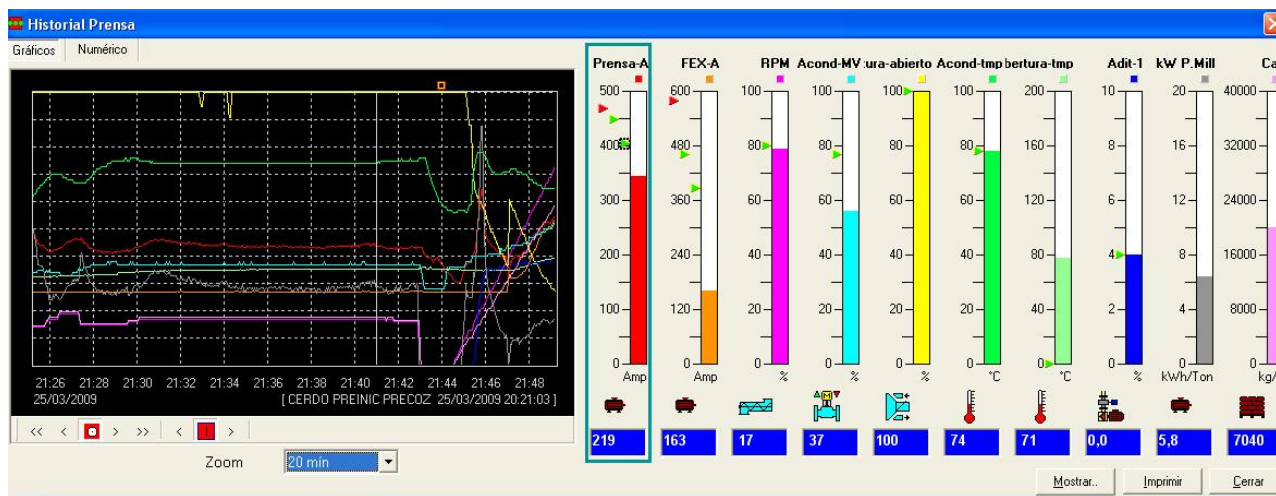 Historial Prensa
Gráficos Numérico
Prensa-A FEX-A RPM Acond-MV :ura-abierto Acond-tmp bertura-tmp Adit-1 kW P.Mill Ca
500 600 100 100 100 100 200 10 20 40000
400 480 80 80 80 80 160 8 16 32000
300 360 60 60 60 60 120 6 12 24000
200 240 40 40 40 40 80 4 8 16000
100 120 20 20 20 20 40 2 4 8000
0 0 0 0 0 0 0 0 0 0
Amp Amp % % % °C °C % kWh/Ton kg/
21:26 21:28 21:30 21:32 21:34 21:36 21:38 21:40 21:42 21:44 21:46 21:48
25/03/2009 [ CERDO PREINIC PRECOZ 25/03/2009 20:21:03 ]
<< < > >> < >
219 163 17 37 100 74 71 0,0 5,8 7040
Zoom 20 mín
Mostrar.. Imprimir Cerrar